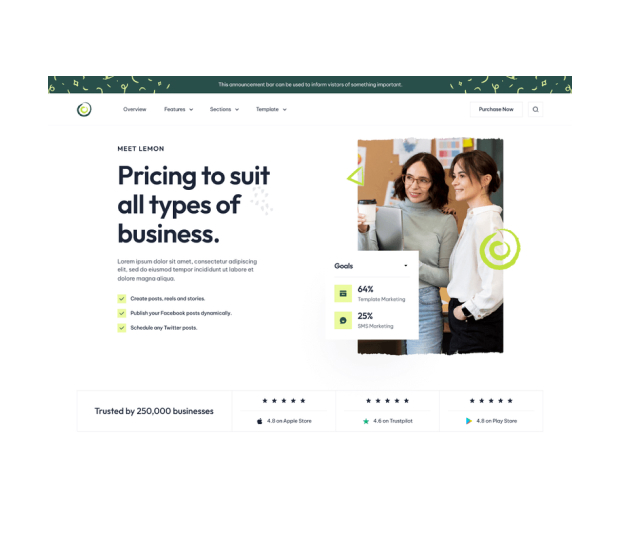 This announcement bar can be used to inform vistors of something important.
Overview
Features
Sections
Template
Purchase Now
MEET LEMON
Pricing to suit
all types of
business.
Lorem ipsum dolor sit amet, consectetur adipiscing
elit, sed do eiusmod tempor incididunt ut labore et
dolore magna aliqua.
Create posts, reels and stories.
Publish your Facebook posts dynamically.
Schedule any Twitter posts.
Goals
64%
Template Marketing
25%
SMS Marketing
Trusted by 250,000 businesses
4.8 on Apple Store
4.6 on Trustpilot
4.8 on Play Store